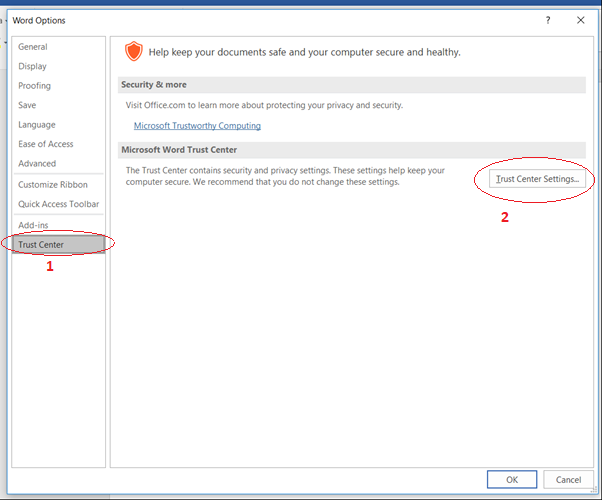 Word Options
?
General
Display
Proofing
Save
Language
Ease of Access
Advanced
Customize Ribbon
Quick Access Toolbar
Add-ins
Trust Center
1
Help keep your documents safe and your computer secure and healthy.
Security & more
Visit Office.com to learn more about protecting your privacy and security.
Microsoft Trustworthy Computing
Microsoft Word Trust Center
The Trust Center contains security and privacy settings. These settings help keep your
computer secure. We recommend that you do not change these settings.
Trust Center Settings...
2
OK
Cancel